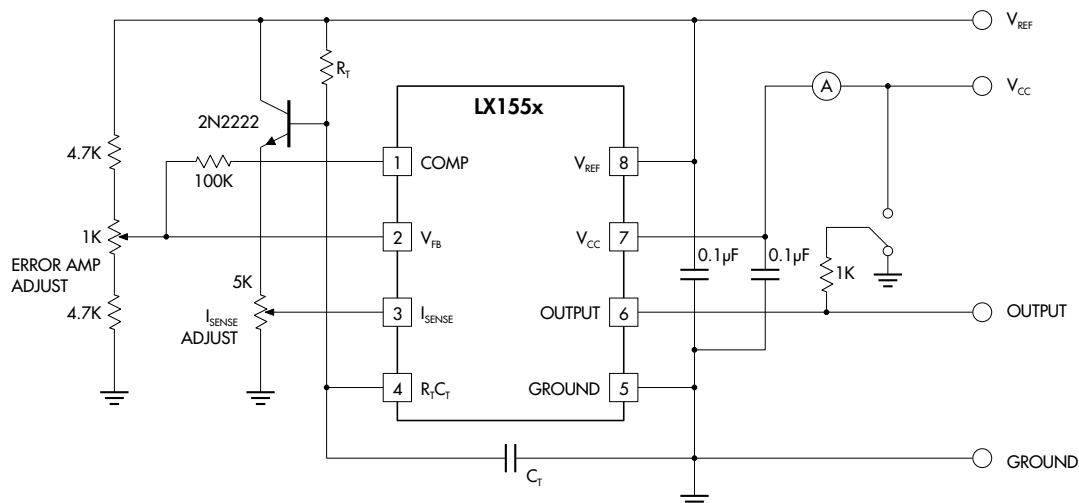 V_REF
R_T
LX155x
A
V_CC
2N2222
4.7K
100K
1
COMP
V_REF
8
1K
ERROR AMP
ADJUST
2
V_FB
V_CC
7
0.1µF
0.1µF
1K
4.7K
5K
I_SENSE
ADJUST
3
I_SENSE
OUTPUT
6
OUTPUT
4
R_TC_T
GROUND
5
C_T
GROUND